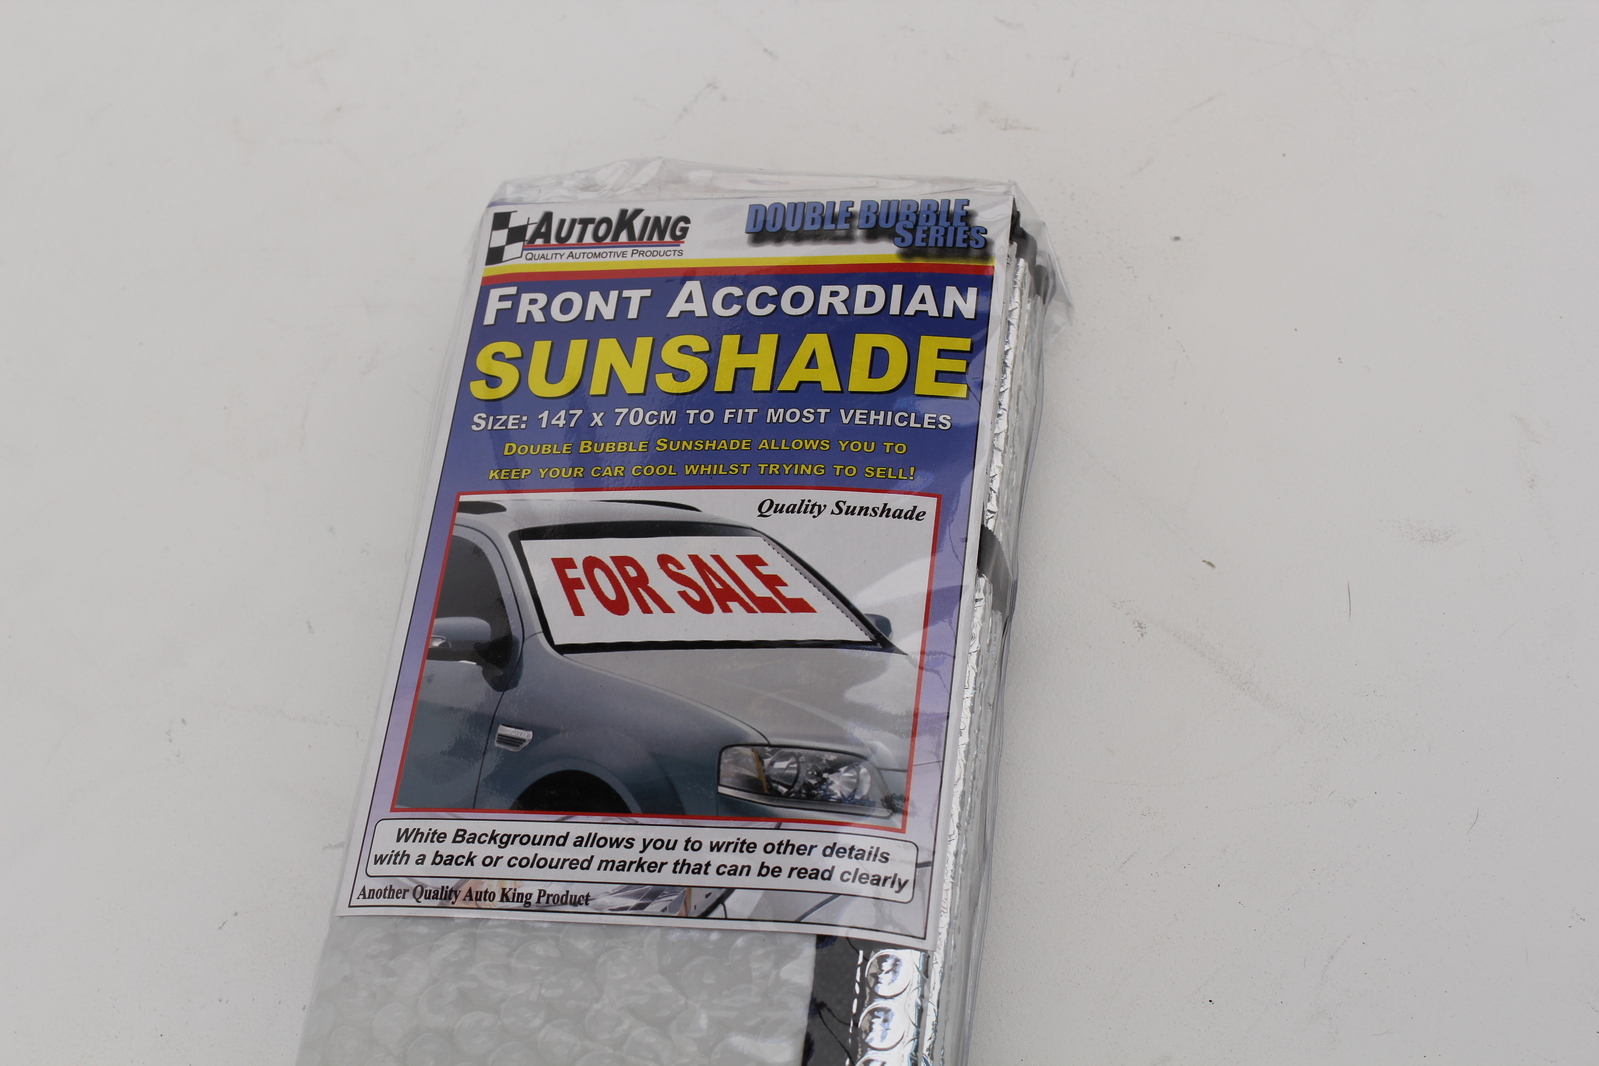 AUTOKING
QUALITY AUTOMOTIVE PRODUCTS
DOUBLE BUBBLE
SERIES
FRONT ACCORDIAN
SUNSHADE
SIZE: 147 X 70CM TO FIT MOST VEHICLES
DOUBLE BUBBLE SUNSHADE ALLOWS YOU TO
KEEP YOUR CAR COOL WHILST TRYING TO SELL!
Quality Sunshade
FOR SALE
White Background allows you to write other details
with a back or coloured marker that can be read clearly
Another Quality Auto King Product